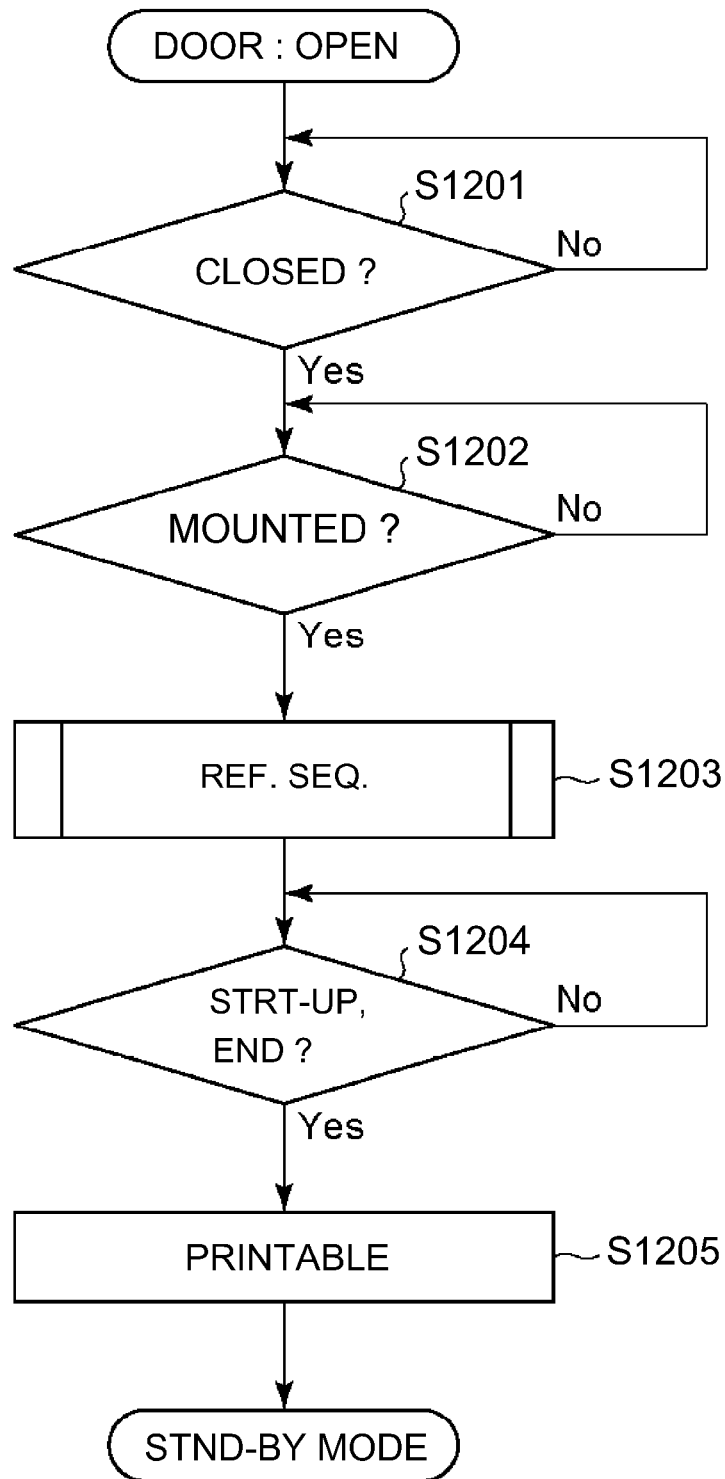 DOOR : OPEN
S1201
CLOSED ?
No
Yes
S1202
MOUNTED ?
No
Yes
REF. SEQ.
S1203
S1204
STRT-UP,
END ?
No
Yes
PRINTABLE
S1205
STND-BY MODE